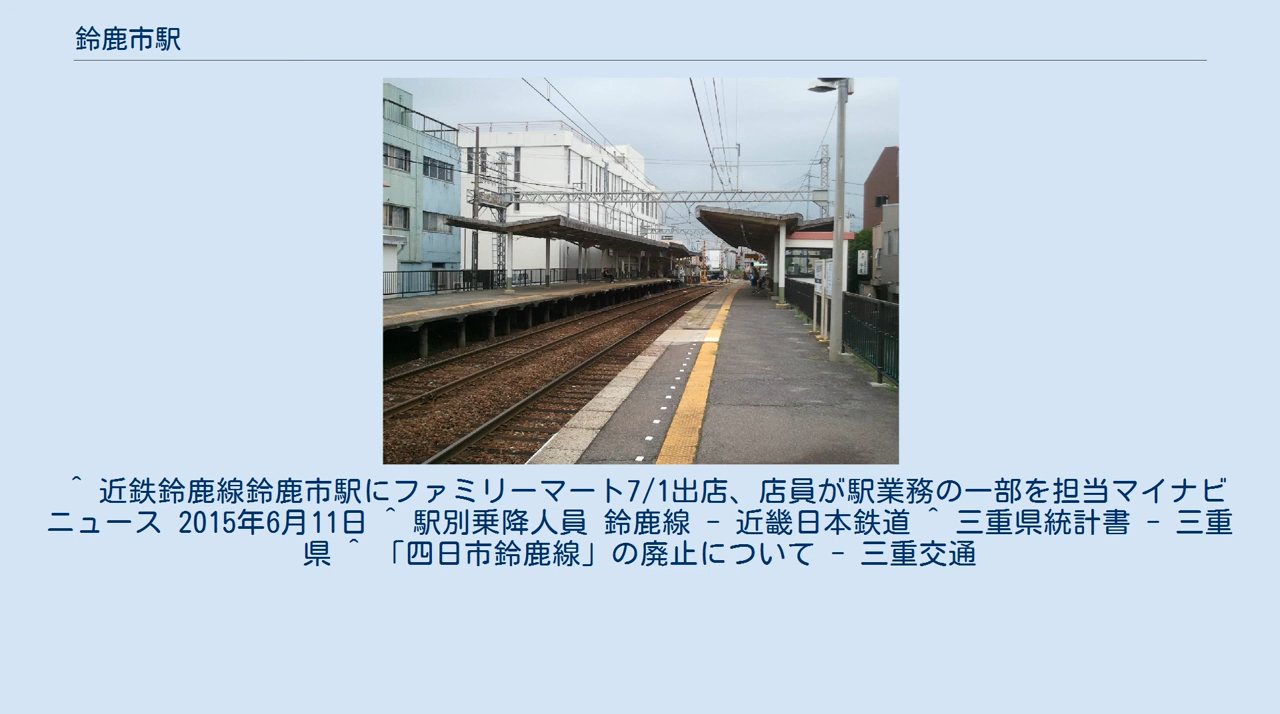 鈴鹿市駅
^ 近鉄鈴鹿線鈴鹿市駅にファミリーマート7/1出店、店員が駅業務の一部を担当マイナビ
ニュース 2015年6月11日 ^ 駅別乗降人員 鈴鹿線 - 近畿日本鉄道 ^ 三重県統計書 - 三重
県 ^ 「四日市鈴鹿線」の廃止について - 三重交通